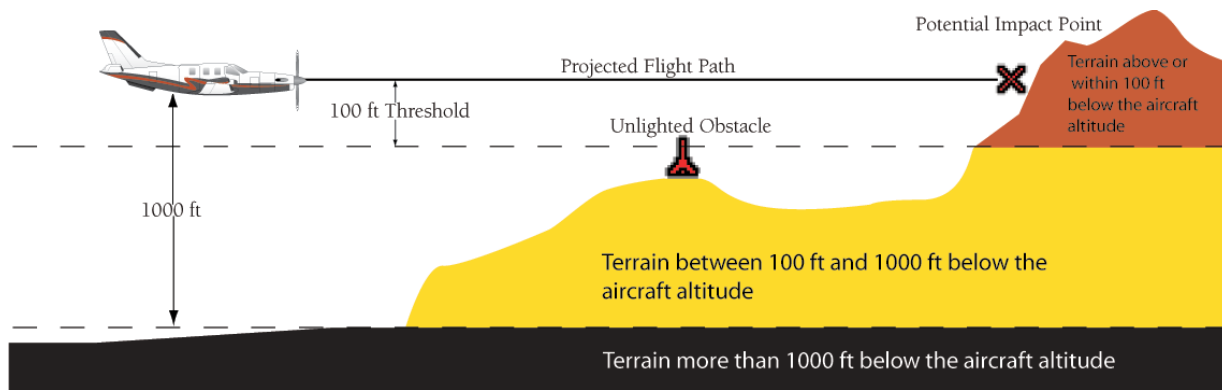 Potential Impact Point
Projected Flight Path
Terrain above or
within 100 ft
below the aircraft
altitude
100 ft Threshold
Unlighted Obstacle
1000 ft
Terrain between 100 ft and 1000 ft below the
aircraft altitude
Terrain more than 1000 ft below the aircraft altitude